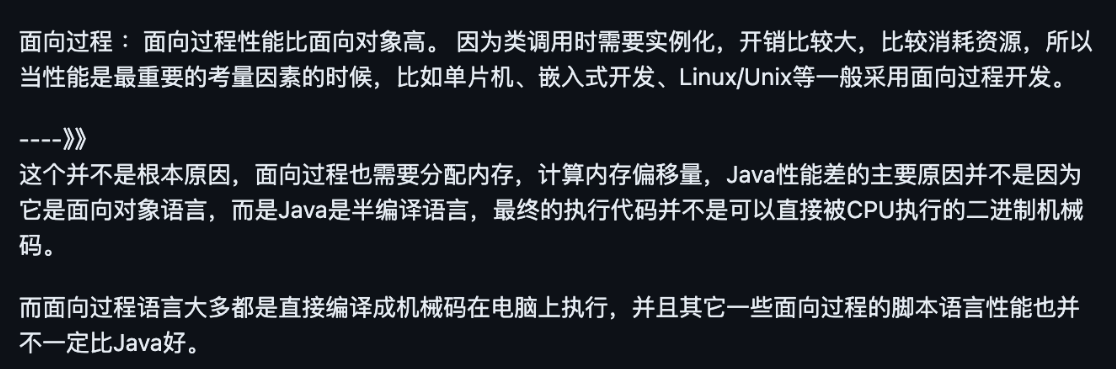 面向过程 ：面向过程性能比面向对象高。 因为类调用时需要实例化，开销比较大，比较消耗资源，所以
当性能是最重要的考量因素的时候，比如单片机、嵌入式开发、Linux/Unix等一般采用面向过程开发。
----》》
这个并不是根本原因，面向过程也需要分配内存，计算内存偏移量，Java性能差的主要原因并不是因为
它是面向对象语言，而是Java是半编译语言，最终的执行代码并不是可以直接被CPU执行的二进制机械
码。
而面向过程语言大多都是直接编译成机械码在电脑上执行，并且其它一些面向过程的脚本语言性能也并
不一定比Java好。